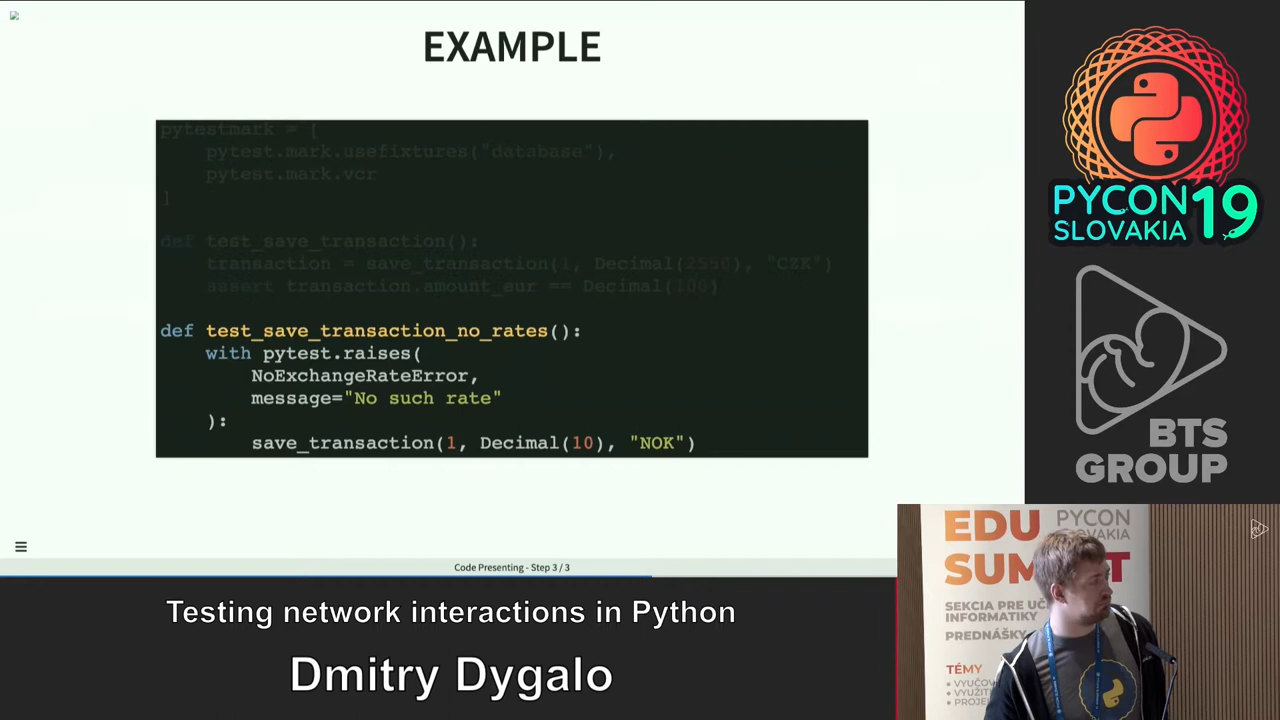 EXAMPLE
pytestmark = [
pytest.mark.usefixtures("database"),
pytest.mark.vcr
]
def test_save_transaction():
transaction = save_transaction(1, Decimal(2550), "CZK")
assert transaction.amount_eur == Decimal(100)
def test_save_transaction_no_rates():
with pytest.raises(
NoExchangeRateError,
message="No such rate"
):
save_transaction(1, Decimal(10), "NOK")
Code Presenting - Step 3 / 3
Testing network interactions in Python
Dmitry Dygalo
PYCON
SLOVAKIA
19
BTS
GROUP
EDU
SUMMIT
PYCON
SEKCIA PRE
INFORMATIKY
PREDNÁŠKY
TÉMY